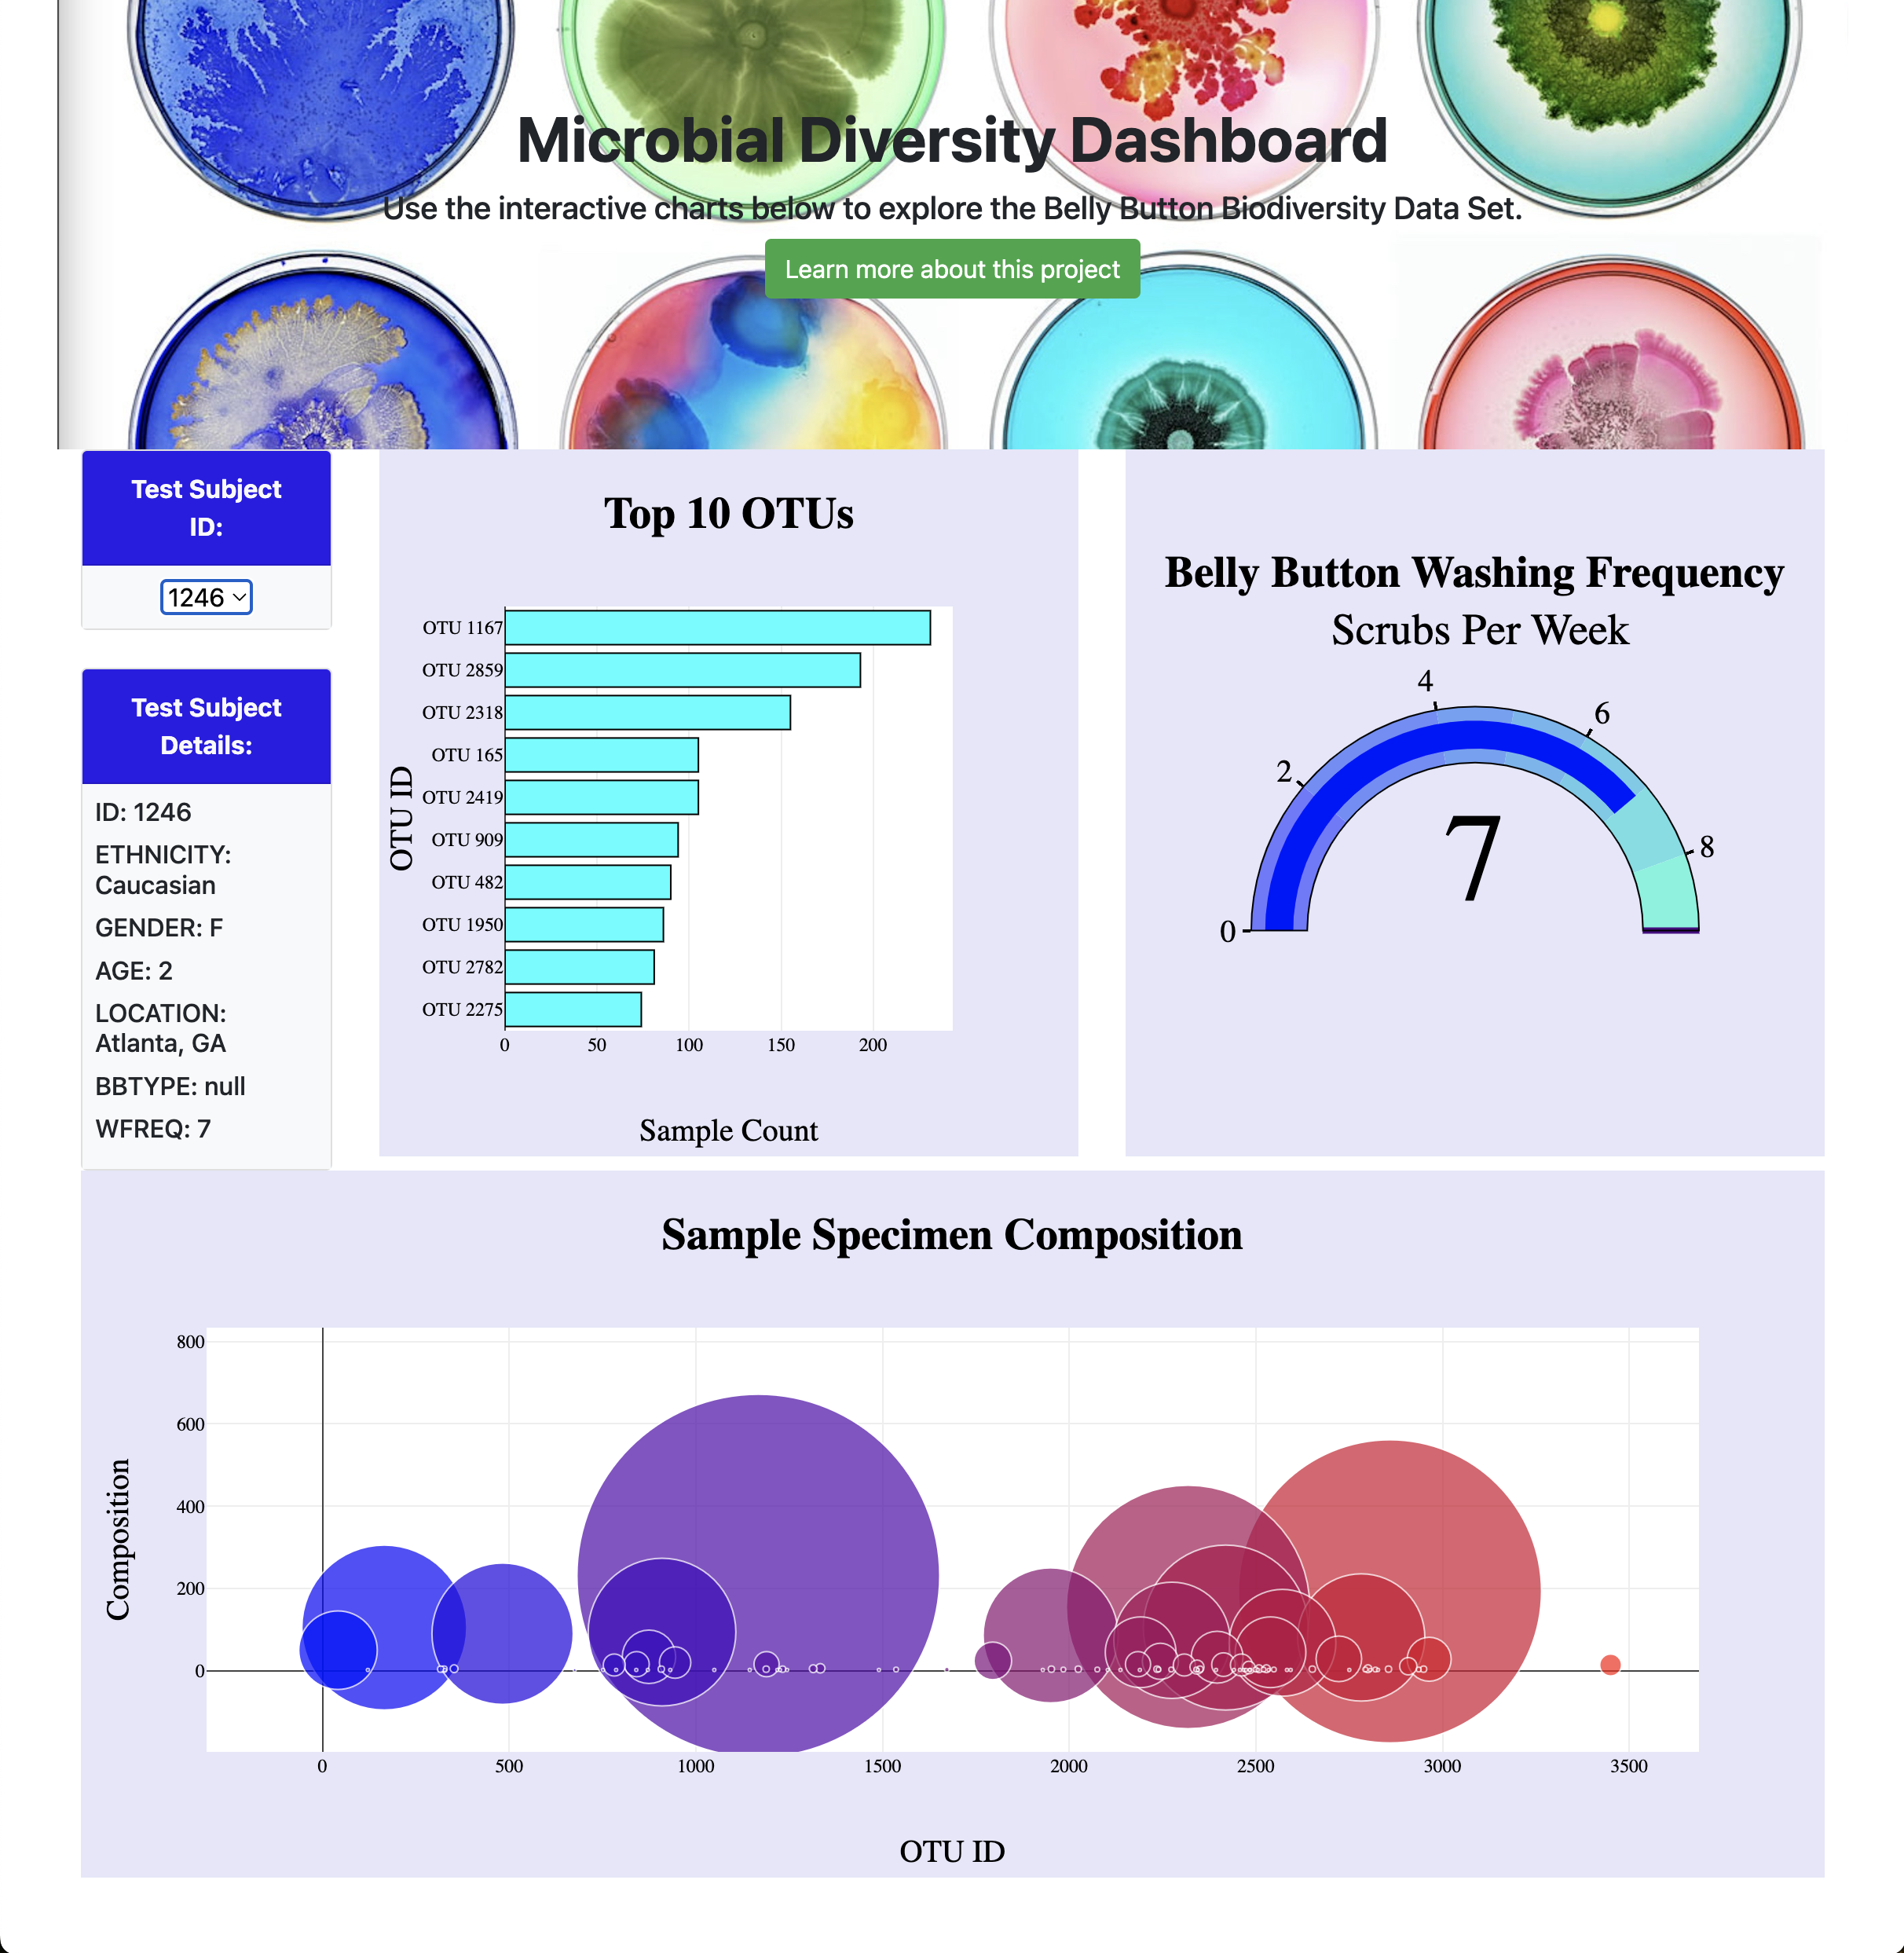 Microbial Diversity Dashboard
Use the interactive charts below to explore the Belly Button Biodiversity Data Set.
Learn more about this project
Test Subject
ID:
1246
Test Subject
Details:
ID: 1246
ETHNICITY:
Caucasian
GENDER: F
AGE: 2
LOCATION:
Atlanta, GA
BBTYPE: null
WFREQ: 7
Top 10 OTUs
OTU ID
OTU 1167
OTU 2859
OTU 2318
OTU 165
OTU 2419
OTU 909
OTU 482
OTU 1950
OTU 2782
OTU 2275
0 50 100 150 200
Sample Count
Belly Button Washing Frequency
Scrubs Per Week
0
2
4
6
8
7
Sample Specimen Composition
Composition
800
600
400
200
0
0 500 1000 1500 2000 2500 3000 3500
OTU ID